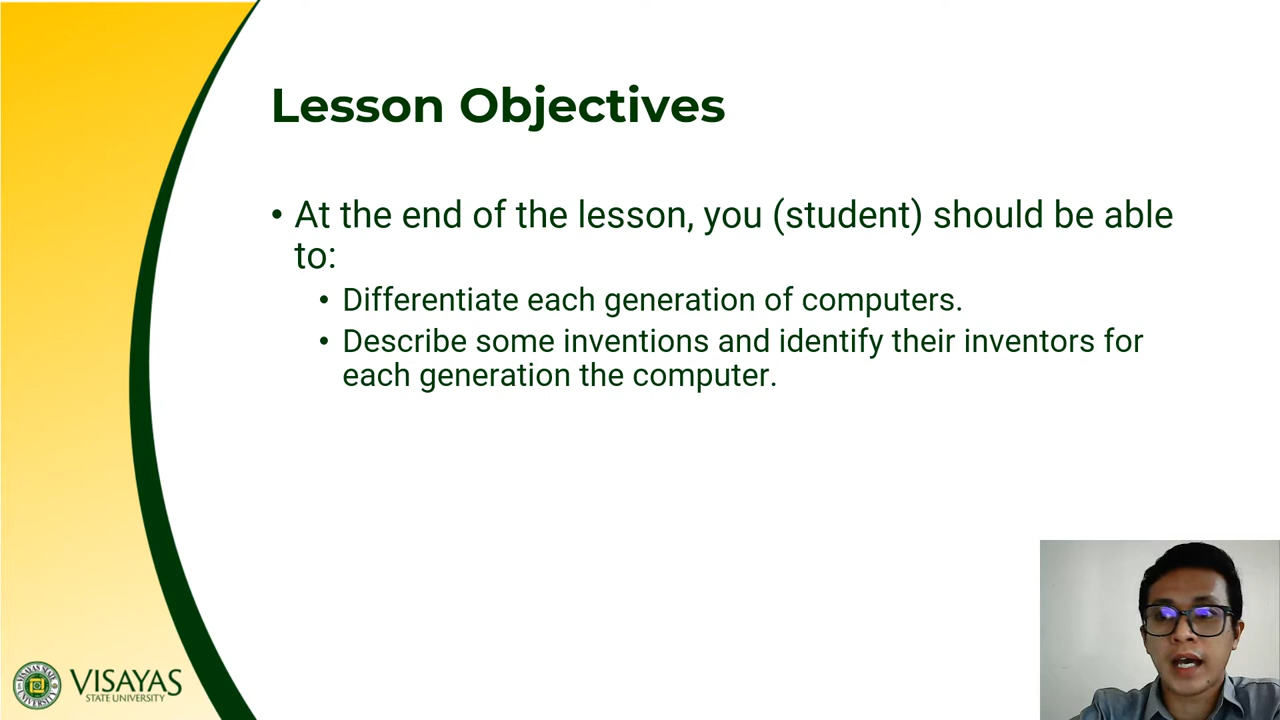 Lesson Objectives
• At the end of the lesson, you (student) should be able
to:
• Differentiate each generation of computers.
• Describe some inventions and identify their inventors for
each generation the computer.
VISAYAS
STATE UNIVERSITY